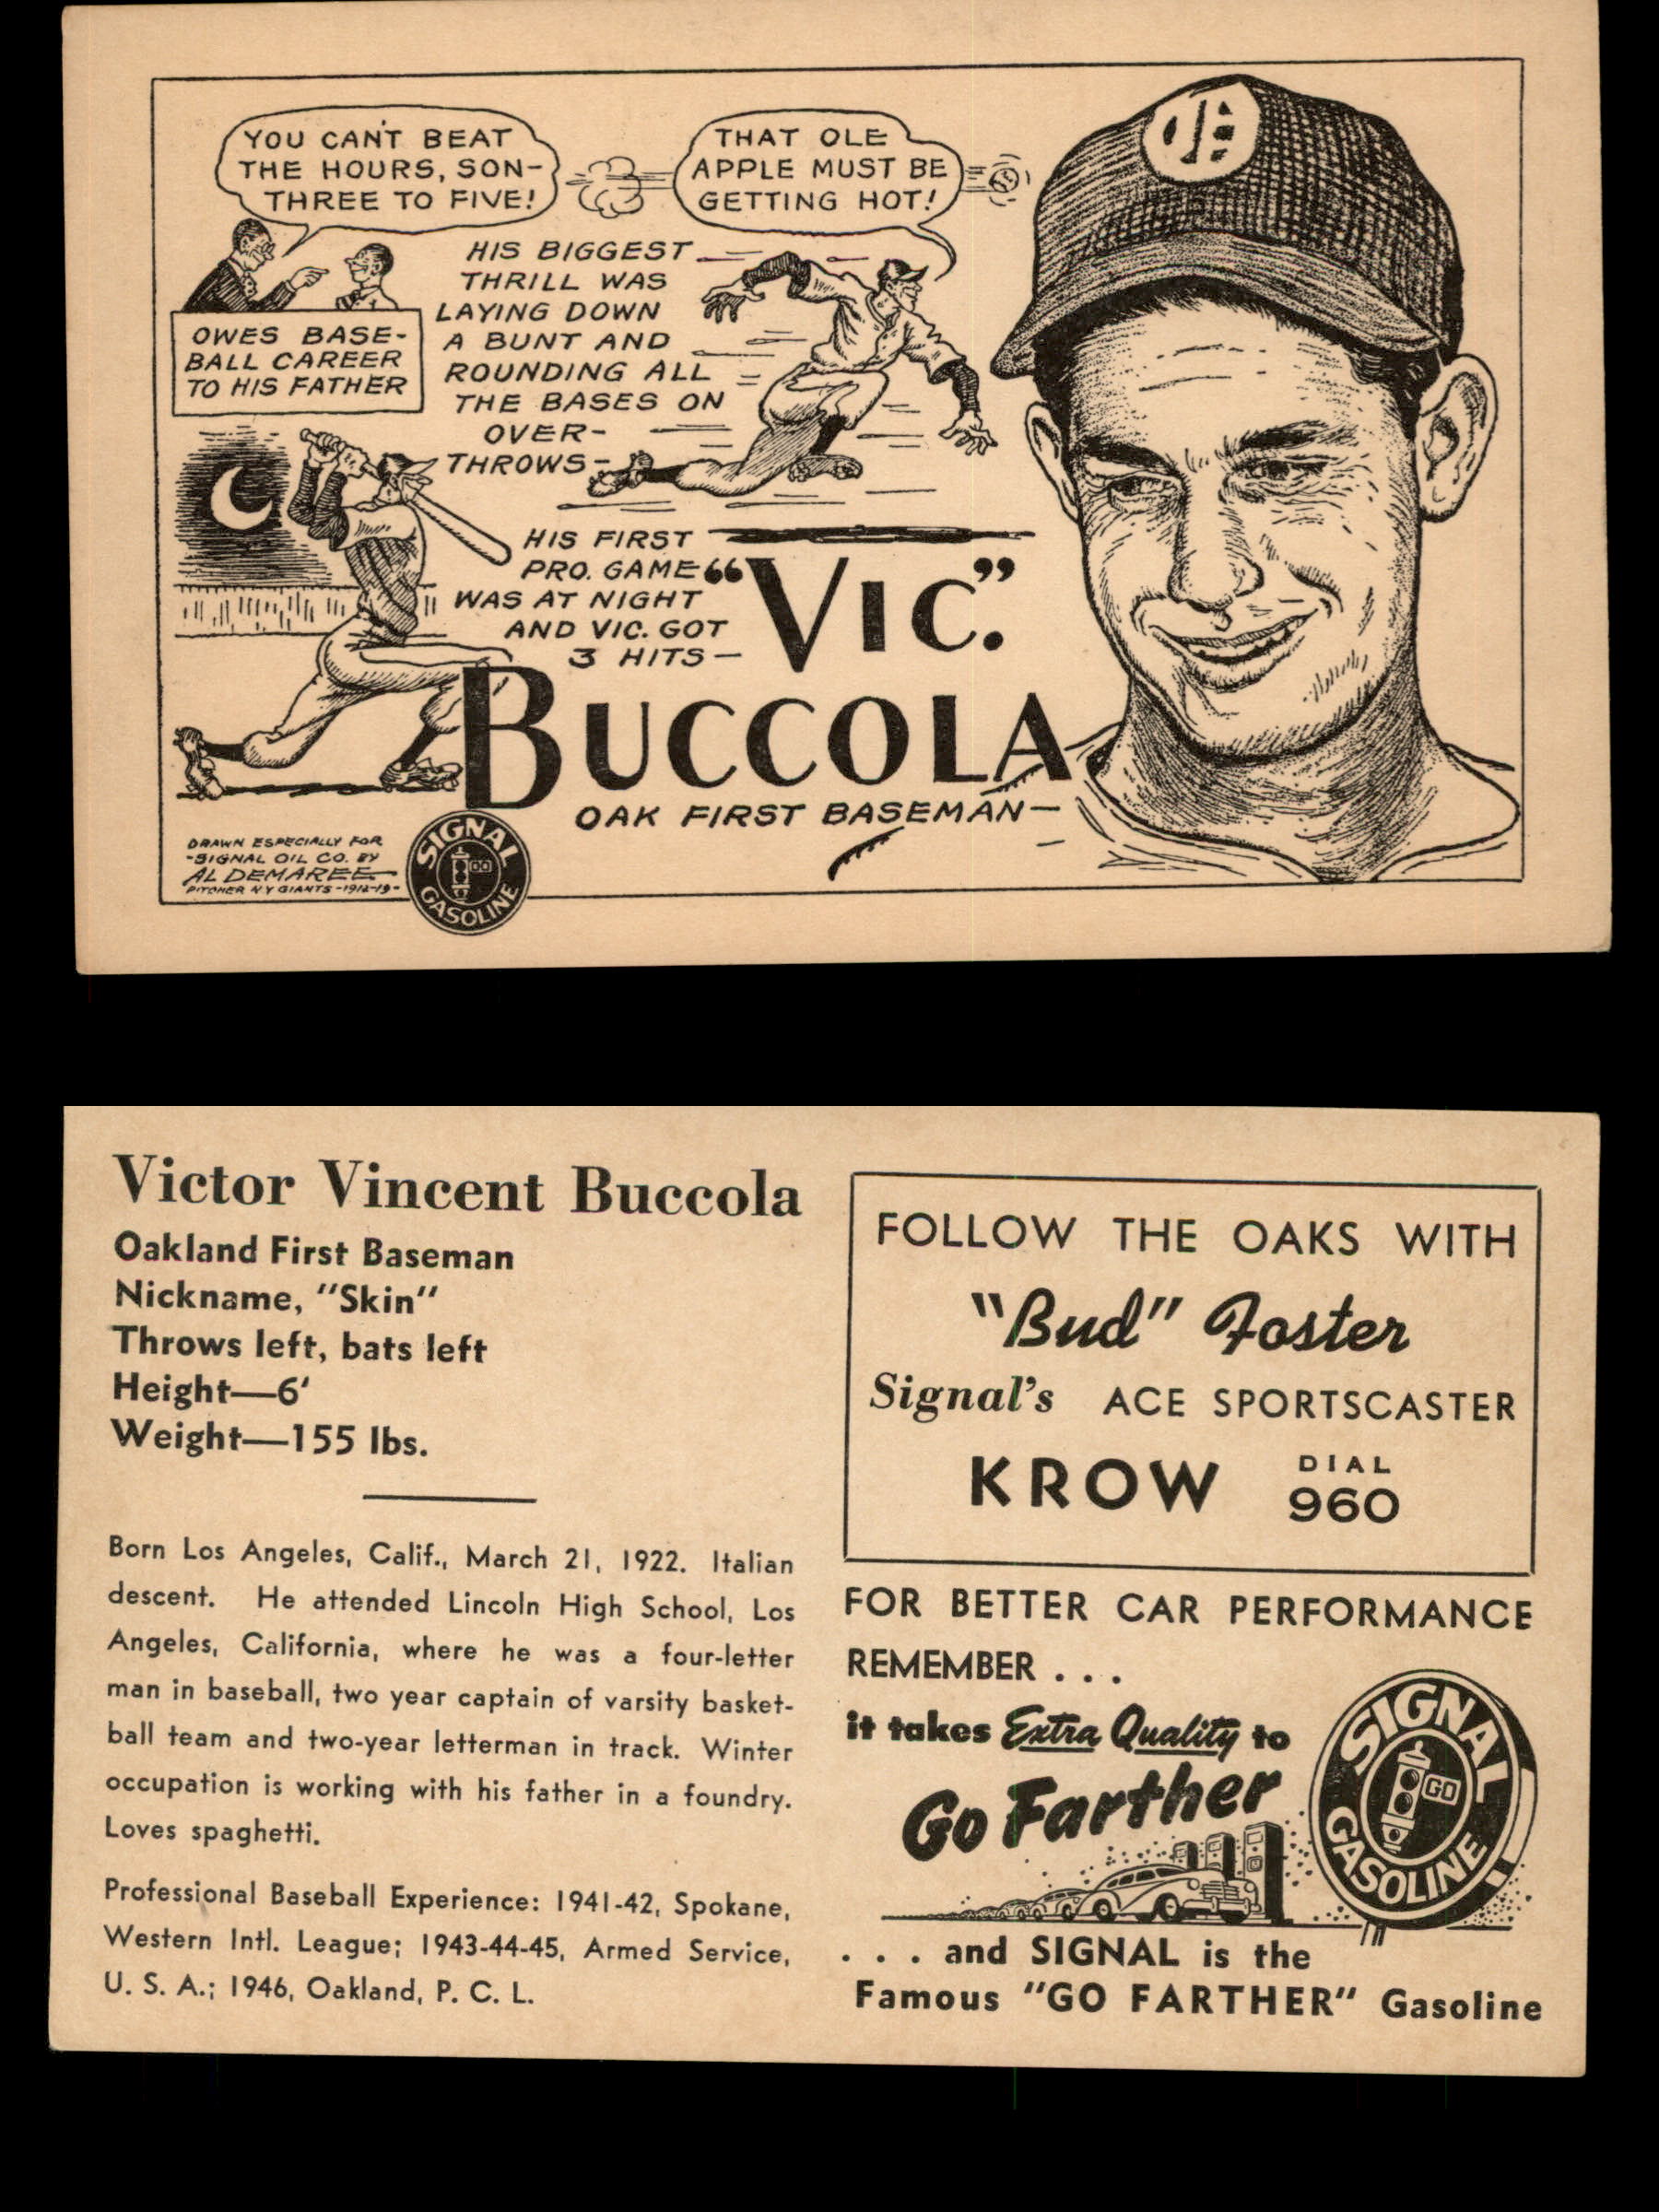 YOU CAN'T BEAT
THE HOURS, SON-
THREE TO FIVE!
THAT OLE
APPLE MUST BE
GETTING HOT!
OWES BASE-
BALL CAREER
TO HIS FATHER
HIS BIGGEST
THRILL WAS
LAYING DOWN
A BUNT AND
ROUNDING ALL
THE BASES ON
OVER-
THROWS-
HIS FIRST
PRO. GAME
WAS AT NIGHT
AND VIC. GOT
3 HITS-
"VIC."
BUCCOLA
OAK FIRST BASEMAN-
DRAWN ESPECIALLY FOR
-SIGNAL OIL CO. BY
AL DEMAREE-
PITCHER N.Y GIANTS -1912-19-
SIGNAL
GO
GASOLINE
Victor Vincent Buccola
Oakland First Baseman
Nickname, "Skin"
Throws left, bats left
Height—6'
Weight—155 lbs.
Born Los Angeles, Calif., March 21, 1922. Italian
descent. He attended Lincoln High School, Los
Angeles, California, where he was a four-letter
man in baseball, two year captain of varsity basket-
ball team and two-year letterman in track. Winter
occupation is working with his father in a foundry.
Loves spaghetti.
Professional Baseball Experience: 1941-42, Spokane,
Western Intl. League; 1943-44-45, Armed Service,
U. S. A.; 1946, Oakland, P. C. L.
FOLLOW THE OAKS WITH
"Bud" Foster
Signal's ACE SPORTSCASTER
KROW DIAL
960
FOR BETTER CAR PERFORMANCE
REMEMBER . . .
it takes Extra Quality to
Go Farther
SIGNAL
GO
GASOLINE
. . . and SIGNAL is the
Famous "GO FARTHER" Gasoline